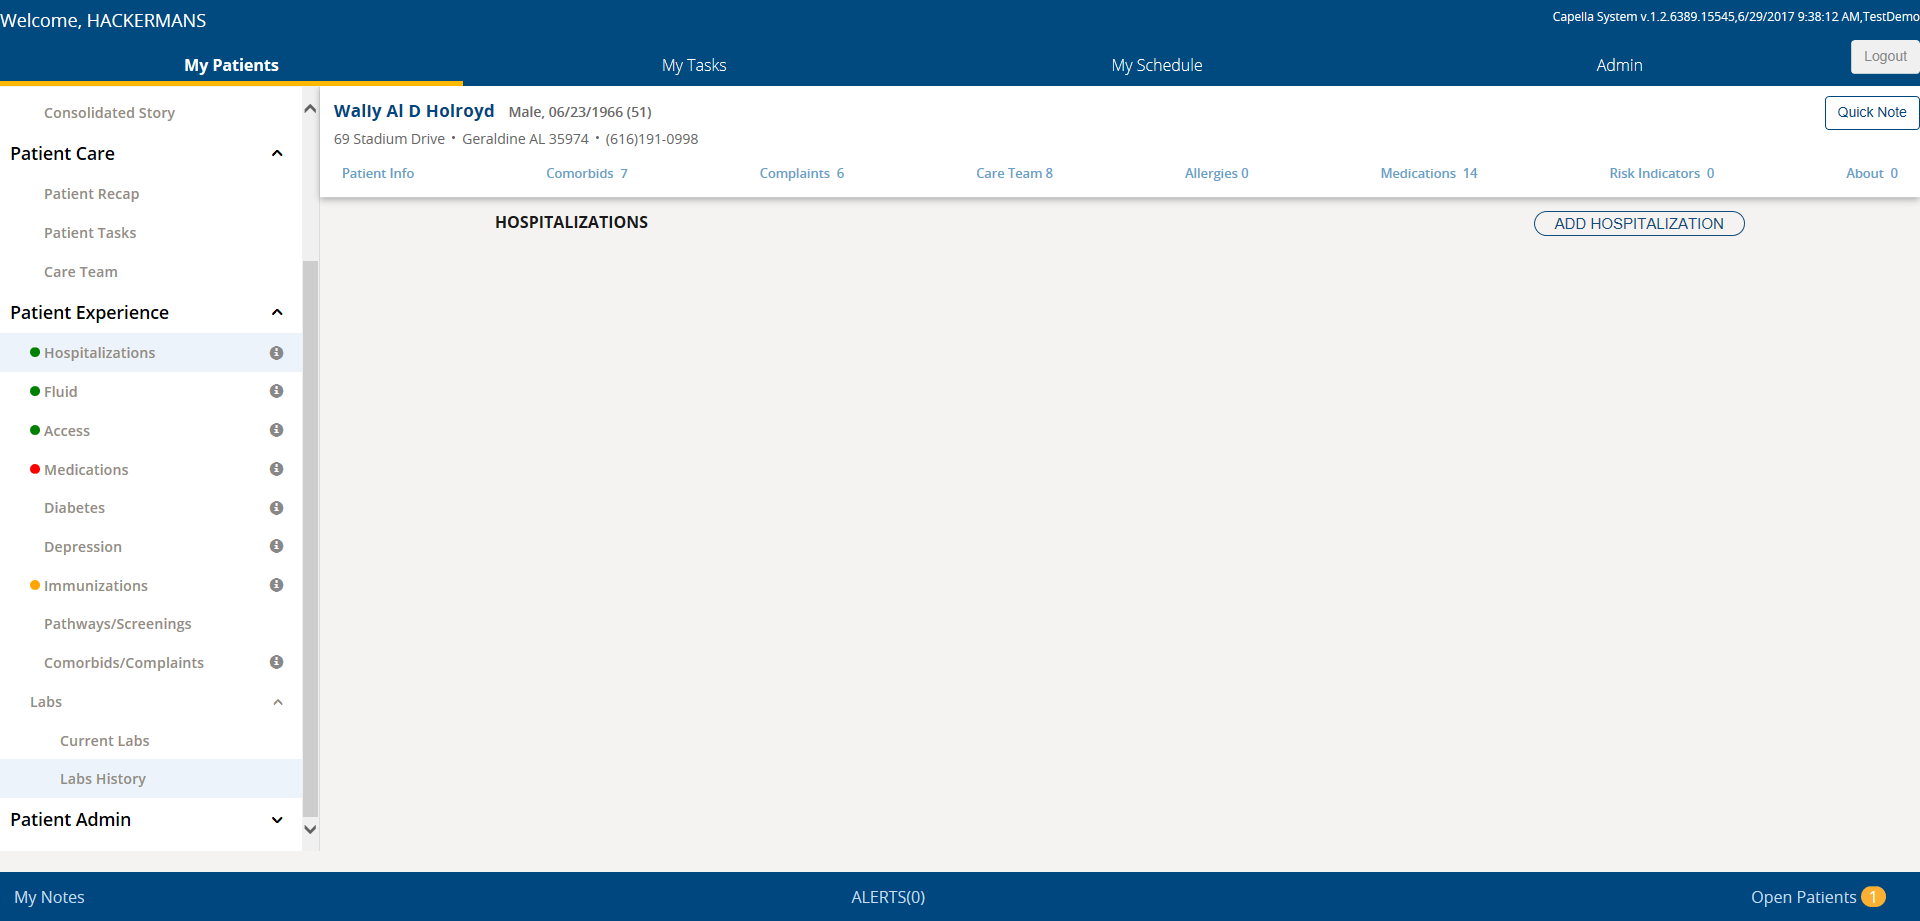 Welcome, HACKERMANS
Capella System v.1.2.6389.15545,6/29/2017 9:38:12 AM,TestDemo
My Patients
My Tasks
My Schedule
Admin
Logout
Consolidated Story
Patient Care
Patient Recap
Patient Tasks
Care Team
Patient Experience
Hospitalizations
Fluid
Access
Medications
Diabetes
Depression
Immunizations
Pathways/Screenings
Comorbids/Complaints
Labs
Current Labs
Labs History
Patient Admin
Wally Al D Holroyd Male, 06/23/1966 (51)
Quick Note
69 Stadium Drive • Geraldine AL 35974 • (616)191-0998
Patient Info
Comorbids 7
Complaints 6
Care Team 8
Allergies 0
Medications 14
Risk Indicators 0
About 0
HOSPITALIZATIONS
ADD HOSPITALIZATION
My Notes
ALERTS(0)
Open Patients 1